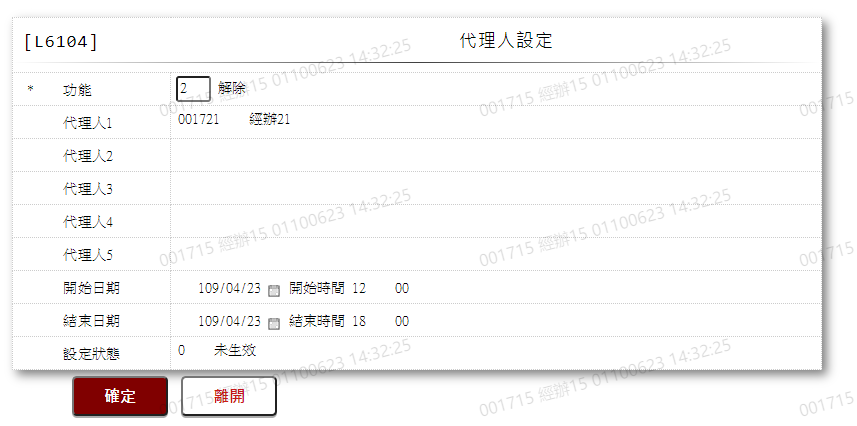 [L6104] 代理人設定
* 功能 2 解除
代理人1 001721 經辦21
代理人2
代理人3
代理人4
代理人5
開始日期 109/04/23 開始時間 12 00
結束日期 109/04/23 結束時間 18 00
設定狀態 0 未生效
確定 離開
001715 經辦15 01100623 14:32:25
001715 經辦15 01100623 14:32:25
001715
001715 經辦15 01100623 14:32:25
001715 經辦15 01100623 14:32:25
001715
001715 經辦15 01100623 14:32:25
001715 經辦15 01100623 14:32:25
001715